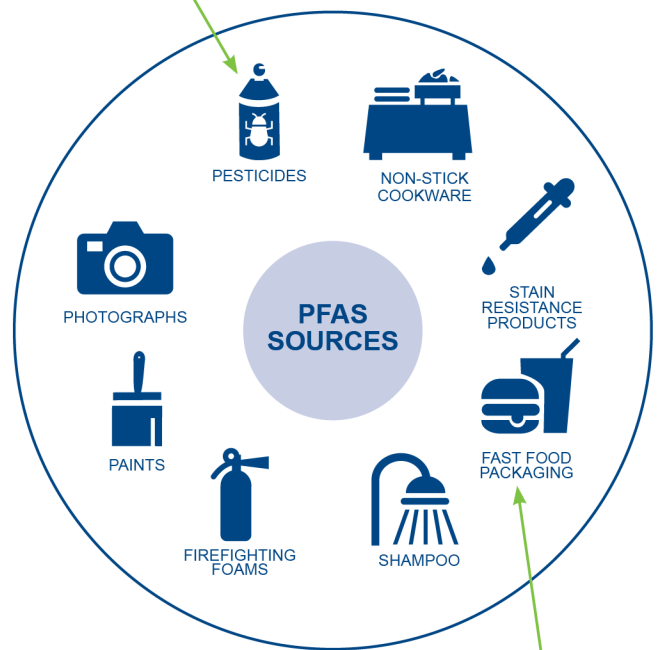 PESTICIDES
NON-STICK
COOKWARE
STAIN
RESISTANCE
PRODUCTS
PHOTOGRAPHS
PFAS
SOURCES
PAINTS
FAST FOOD
PACKAGING
FIREFIGHTING
FOAMS
SHAMPOO